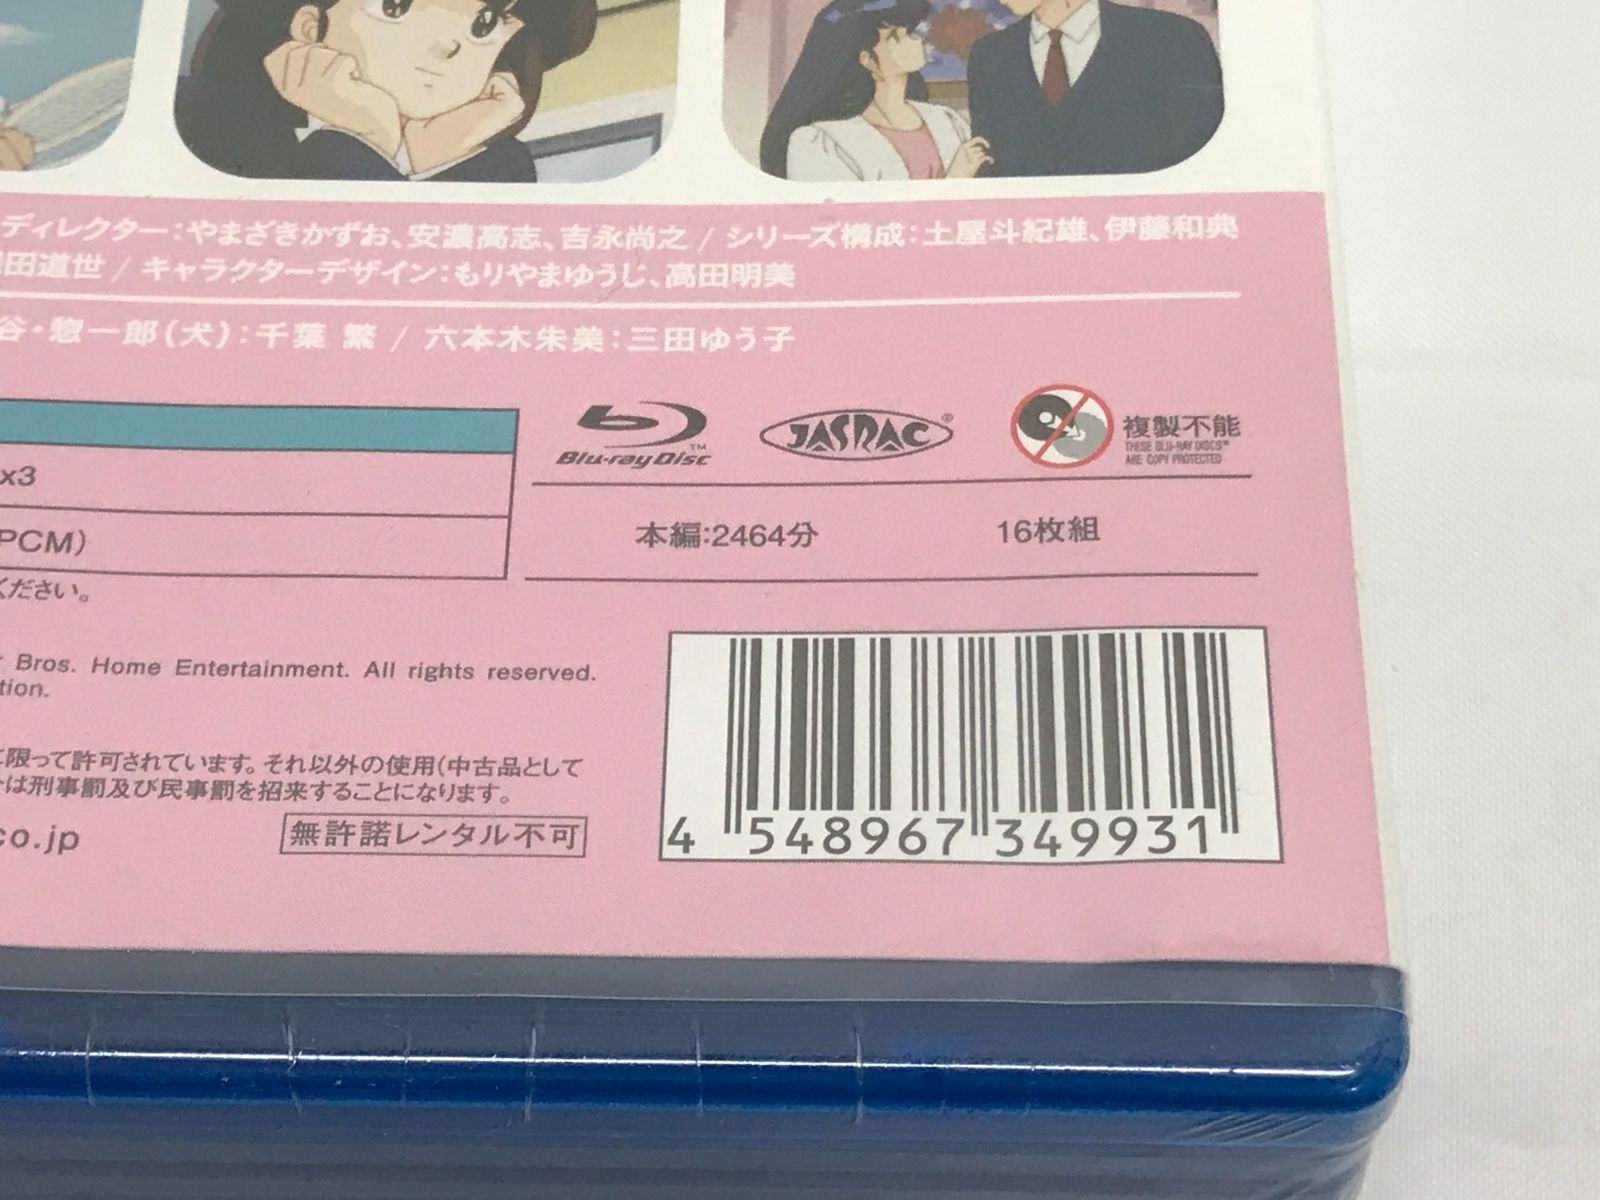 ディレクター：やまざきかずお、安濃高志、吉永尚之 / シリーズ構成：土屋斗紀雄、伊藤和典
田道世 / キャラクターデザイン：もりやまゆうじ、高田明美
谷・惣一郎（犬）：千葉 繁 / 六本木朱美：三田ゆう子
Blu-ray Disc™
JASRAC®
複製不能
THESE BLU-RAY DISCS™
ARE COPY PROTECTED
x3
PCM)
本編:2464分
16枚組
ください。
Bros. Home Entertainment. All rights reserved.
tion.
限って許可されています。それ以外の使用(中古品として
は刑事罰及び民事罰を招来することになります。
co.jp
無許諾レンタル不可
4 548967 349931